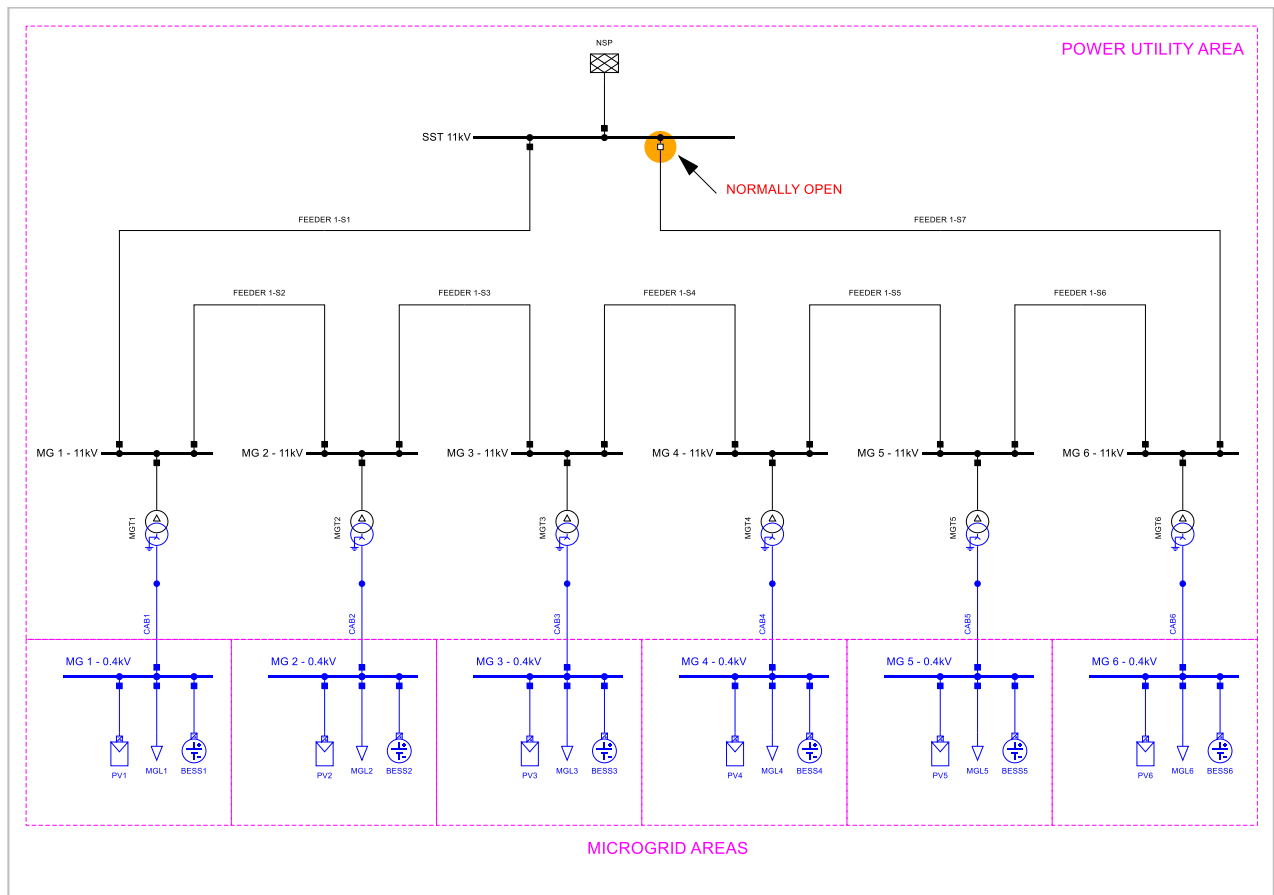 NSP
POWER UTILITY AREA
SST 11kV
NORMALLY OPEN
FEEDER 1-S1
FEEDER 1-S7
FEEDER 1-S2
FEEDER 1-S3
FEEDER 1-S4
FEEDER 1-S5
FEEDER 1-S6
MG 1 - 11kV
MG 2 - 11kV
MG 3 - 11kV
MG 4 - 11kV
MG 5 - 11kV
MG 6 - 11kV
MGT1
MGT2
MGT3
MGT4
MGT5
MGT6
CAB1
CAB2
CAB3
CAB4
CAB5
CAB6
MG 1 - 0.4kV
MG 2 - 0.4kV
MG 3 - 0.4kV
MG 4 - 0.4kV
MG 5 - 0.4kV
MG 6 - 0.4kV
PV1
MGL1
BESS1
PV2
MGL2
BESS2
PV3
MGL3
BESS3
PV4
MGL4
BESS4
PV5
MGL5
BESS5
PV6
MGL6
BESS6
MICROGRID AREAS